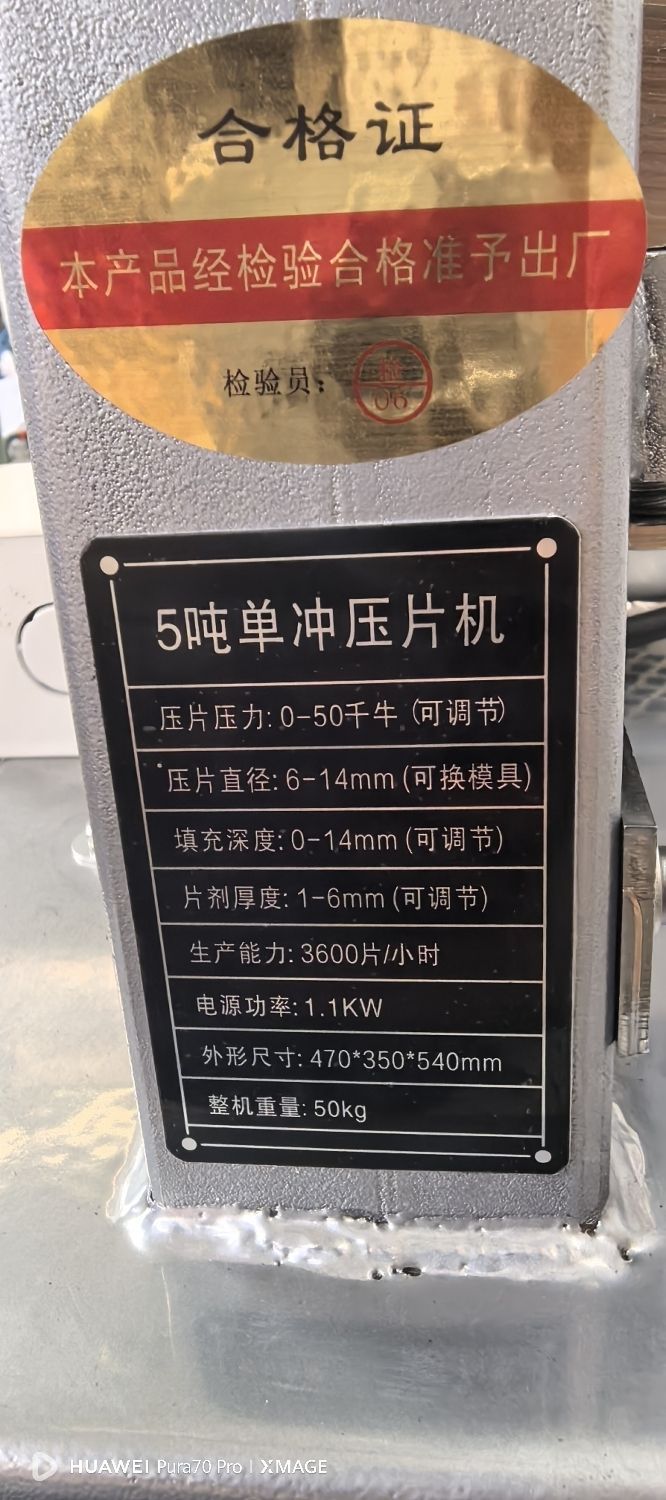 合格证
本产品经检验合格准予出厂
检验员:
检
06
5吨单冲压片机
压片压力: 0-50千牛 (可调节)
压片直径: 6-14mm (可换模具)
填充深度: 0-14mm (可调节)
片剂厚度: 1-6mm (可调节)
生产能力: 3600片/小时
电源功率: 1.1KW
外形尺寸: 470*350*540mm
整机重量: 50kg
HUAWEI Pura70 Pro | XMAGE